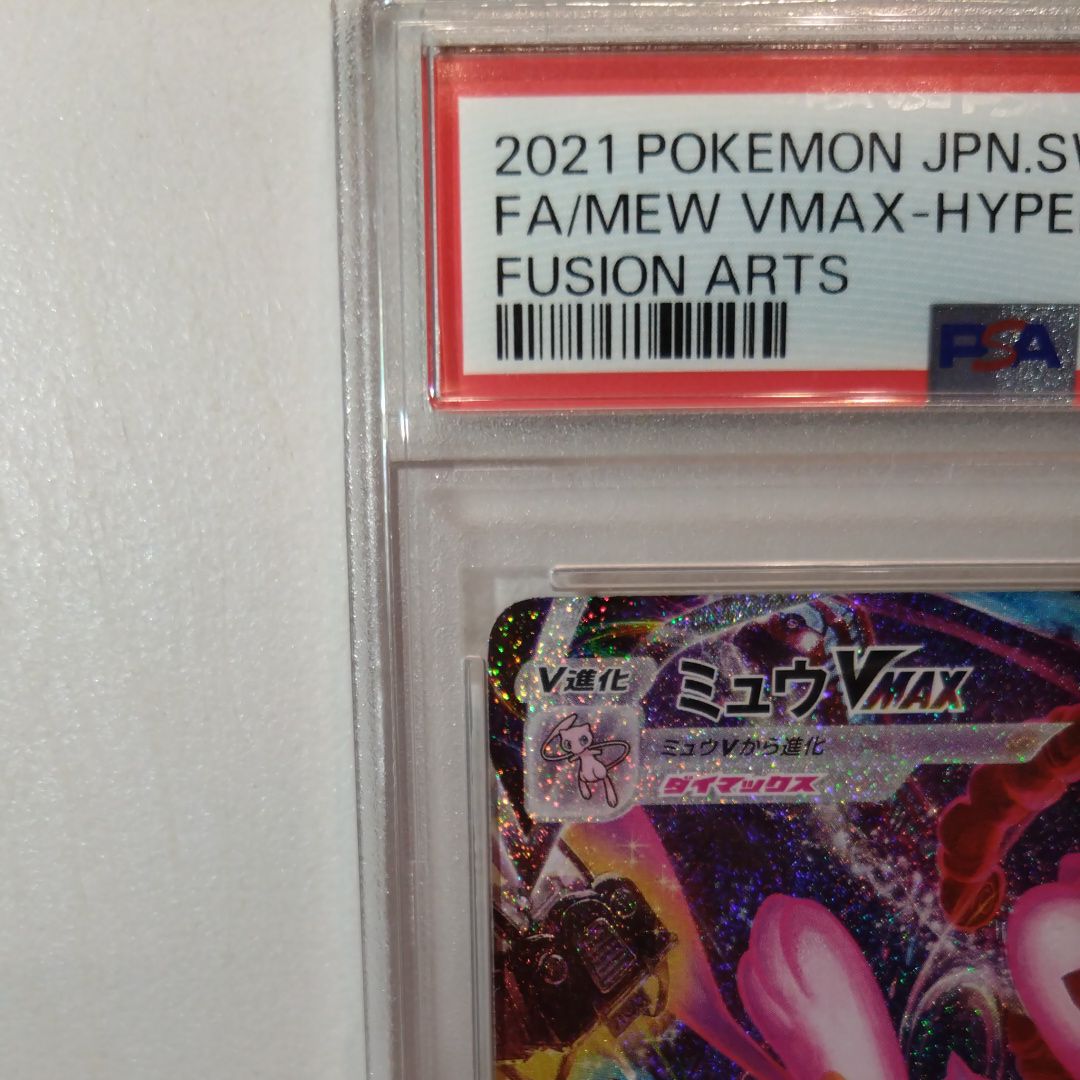 2021 POKEMON JPN.SW
FA/MEW VMAX-HYPE
FUSION ARTS
PSA
V進化
ミュウVMAX
ミュウVから進化
ダイマックス